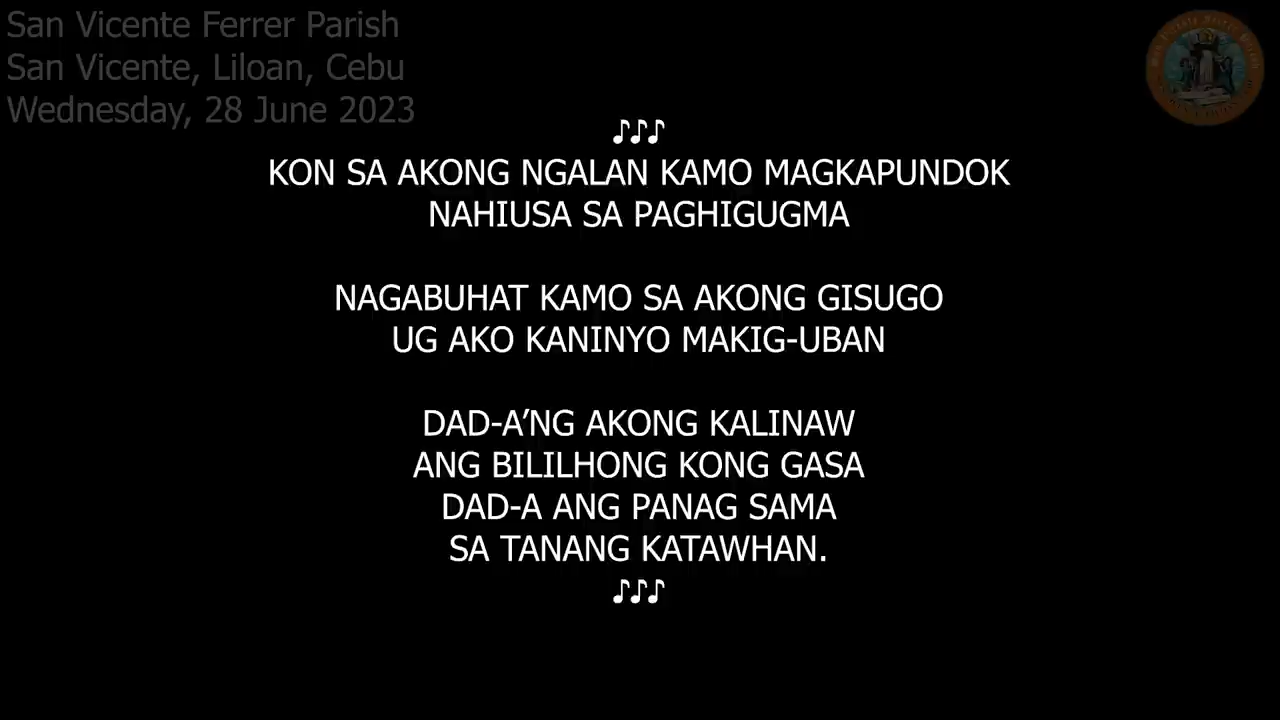 San Vicente Ferrer Parish
San Vicente, Liloan, Cebu
Wednesday, 28 June 2023
♪♪♪
KON SA AKONG NGALAN KAMO MAGKAPUNDOK
NAHIUSA SA PAGHIGUGMA
NAGABUHAT KAMO SA AKONG GISUGO
UG AKO KANINYO MAKIG-UBAN
DAD-A’NG AKONG KALINAW
ANG BILILHONG KONG GASA
DAD-A ANG PANAG SAMA
SA TANANG KATAWHAN.
♪♪♪